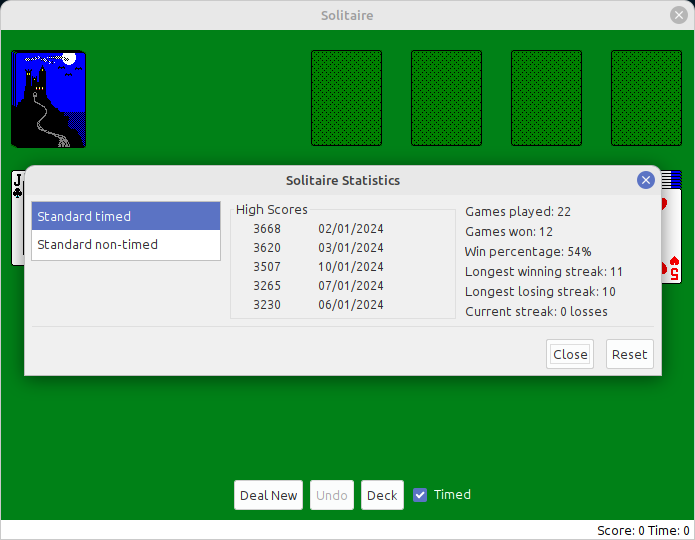 Solitaire
J
Solitaire Statistics
Standard timed
Standard non-timed
High Scores
3668 02/01/2024
3620 03/01/2024
3507 10/01/2024
3265 07/01/2024
3230 06/01/2024
Games played: 22
Games won: 12
Win percentage: 54%
Longest winning streak: 11
Longest losing streak: 10
Current streak: 0 losses
Close
Reset
5
Deal New
Undo
Deck
Timed
Score: 0 Time: 0